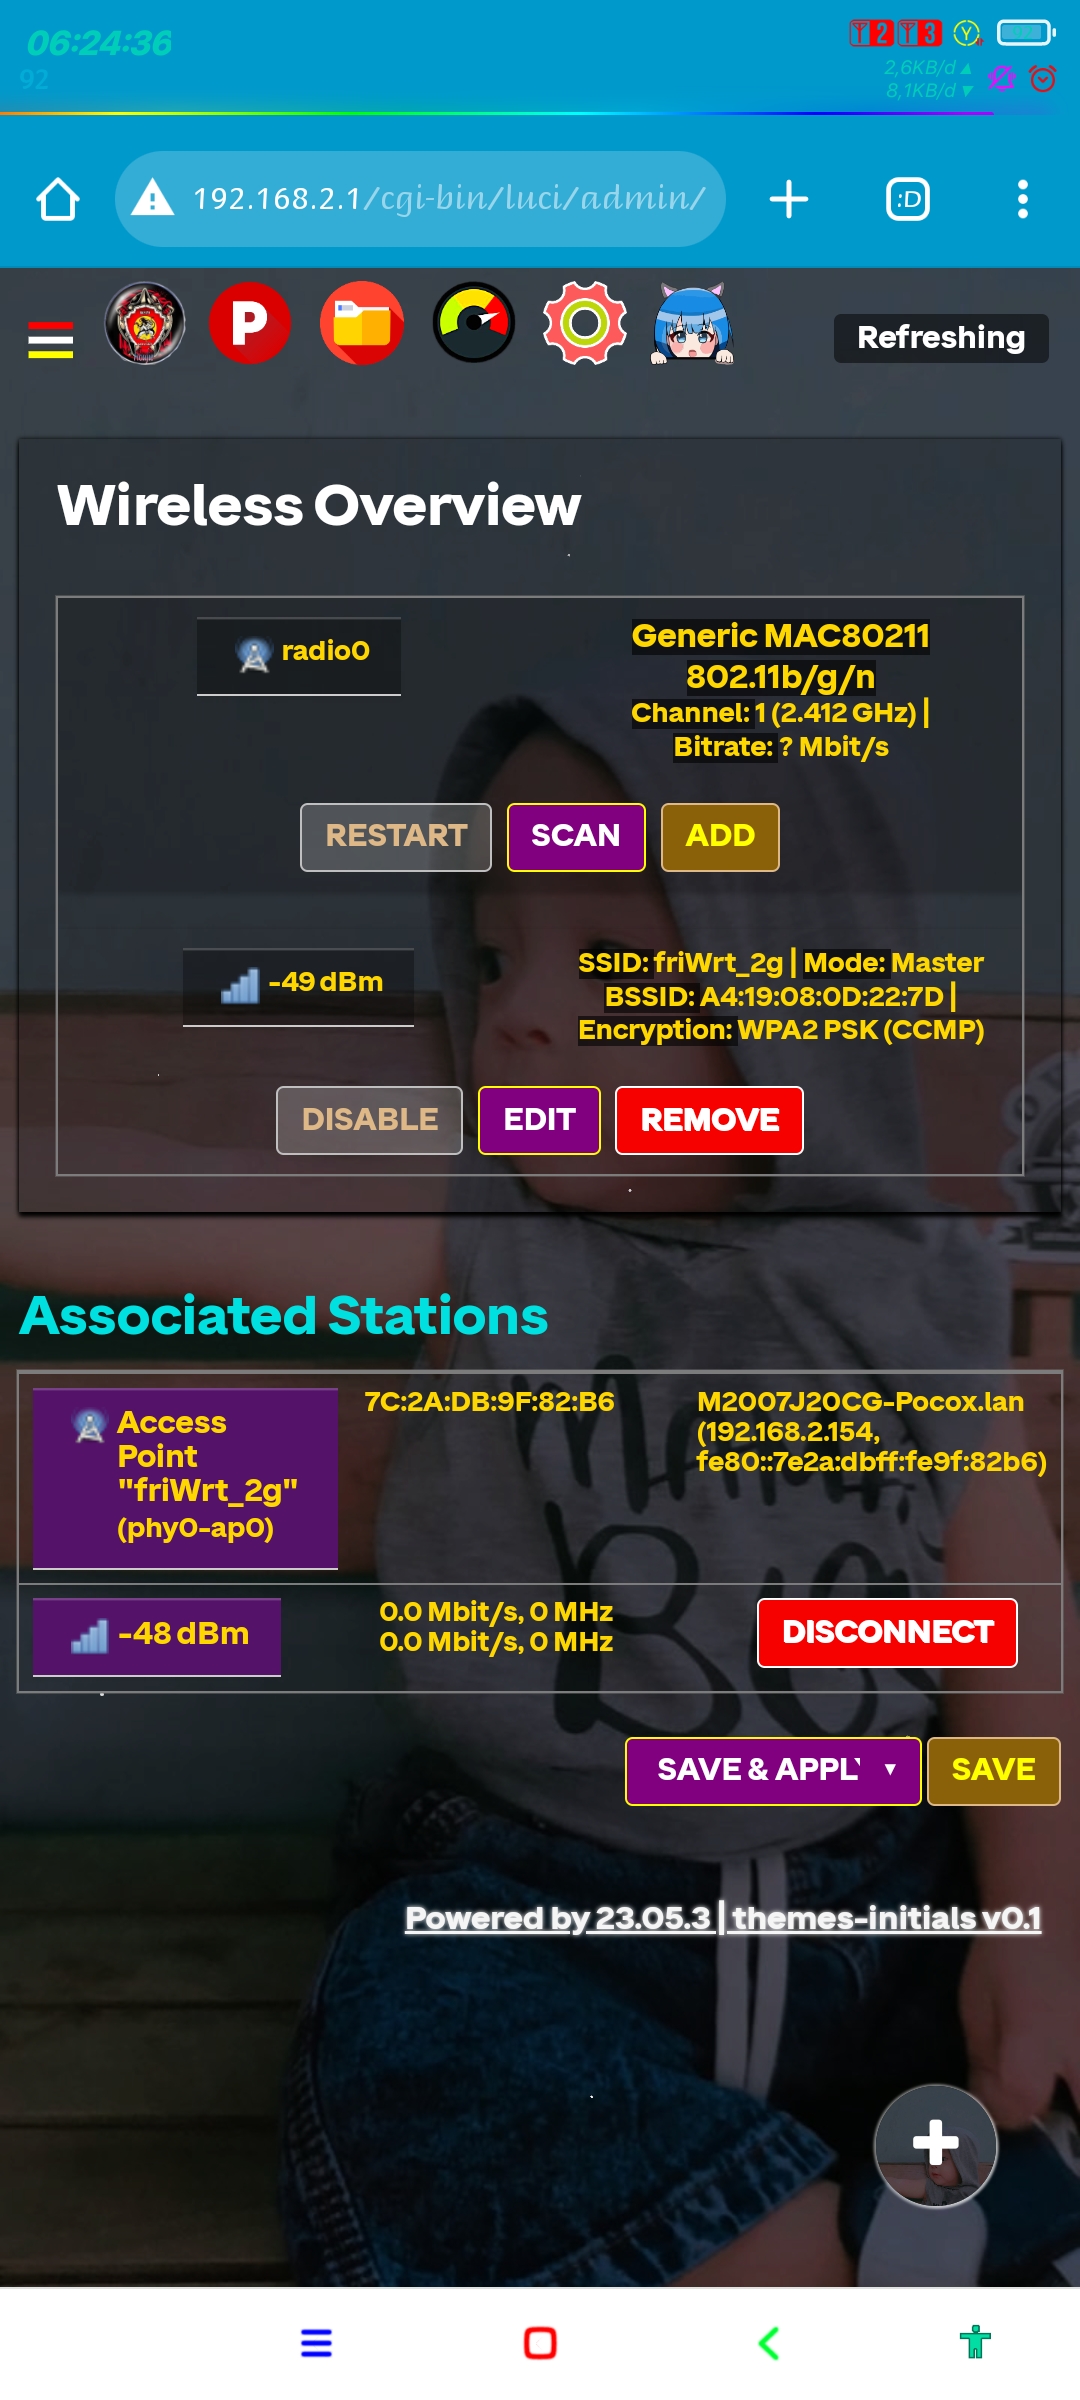 06:24:36
92
2 3 Y
2,6KB/d ▲
8,1KB/d ▼
192.168.2.1/cgi-bin/luci/admin/
:D
P
Refreshing
Wireless Overview
radio0
Generic MAC80211
802.11b/g/n
Channel: 1 (2.412 GHz) |
Bitrate: ? Mbit/s
RESTART SCAN ADD
-49 dBm
SSID: friWrt_2g | Mode: Master
BSSID: A4:19:08:0D:22:7D |
Encryption: WPA2 PSK (CCMP)
DISABLE EDIT REMOVE
Associated Stations
Access
Point
"friWrt_2g"
(phy0-ap0)
7C:2A:DB:9F:82:B6
M2007J20CG-Pocox.lan
(192.168.2.154,
fe80::7e2a:dbff:fe9f:82b6)
-48 dBm
0.0 Mbit/s, 0 MHz
0.0 Mbit/s, 0 MHz
DISCONNECT
SAVE & APPLY ▼ SAVE
Powered by 23.05.3 | themes-initials v0.1